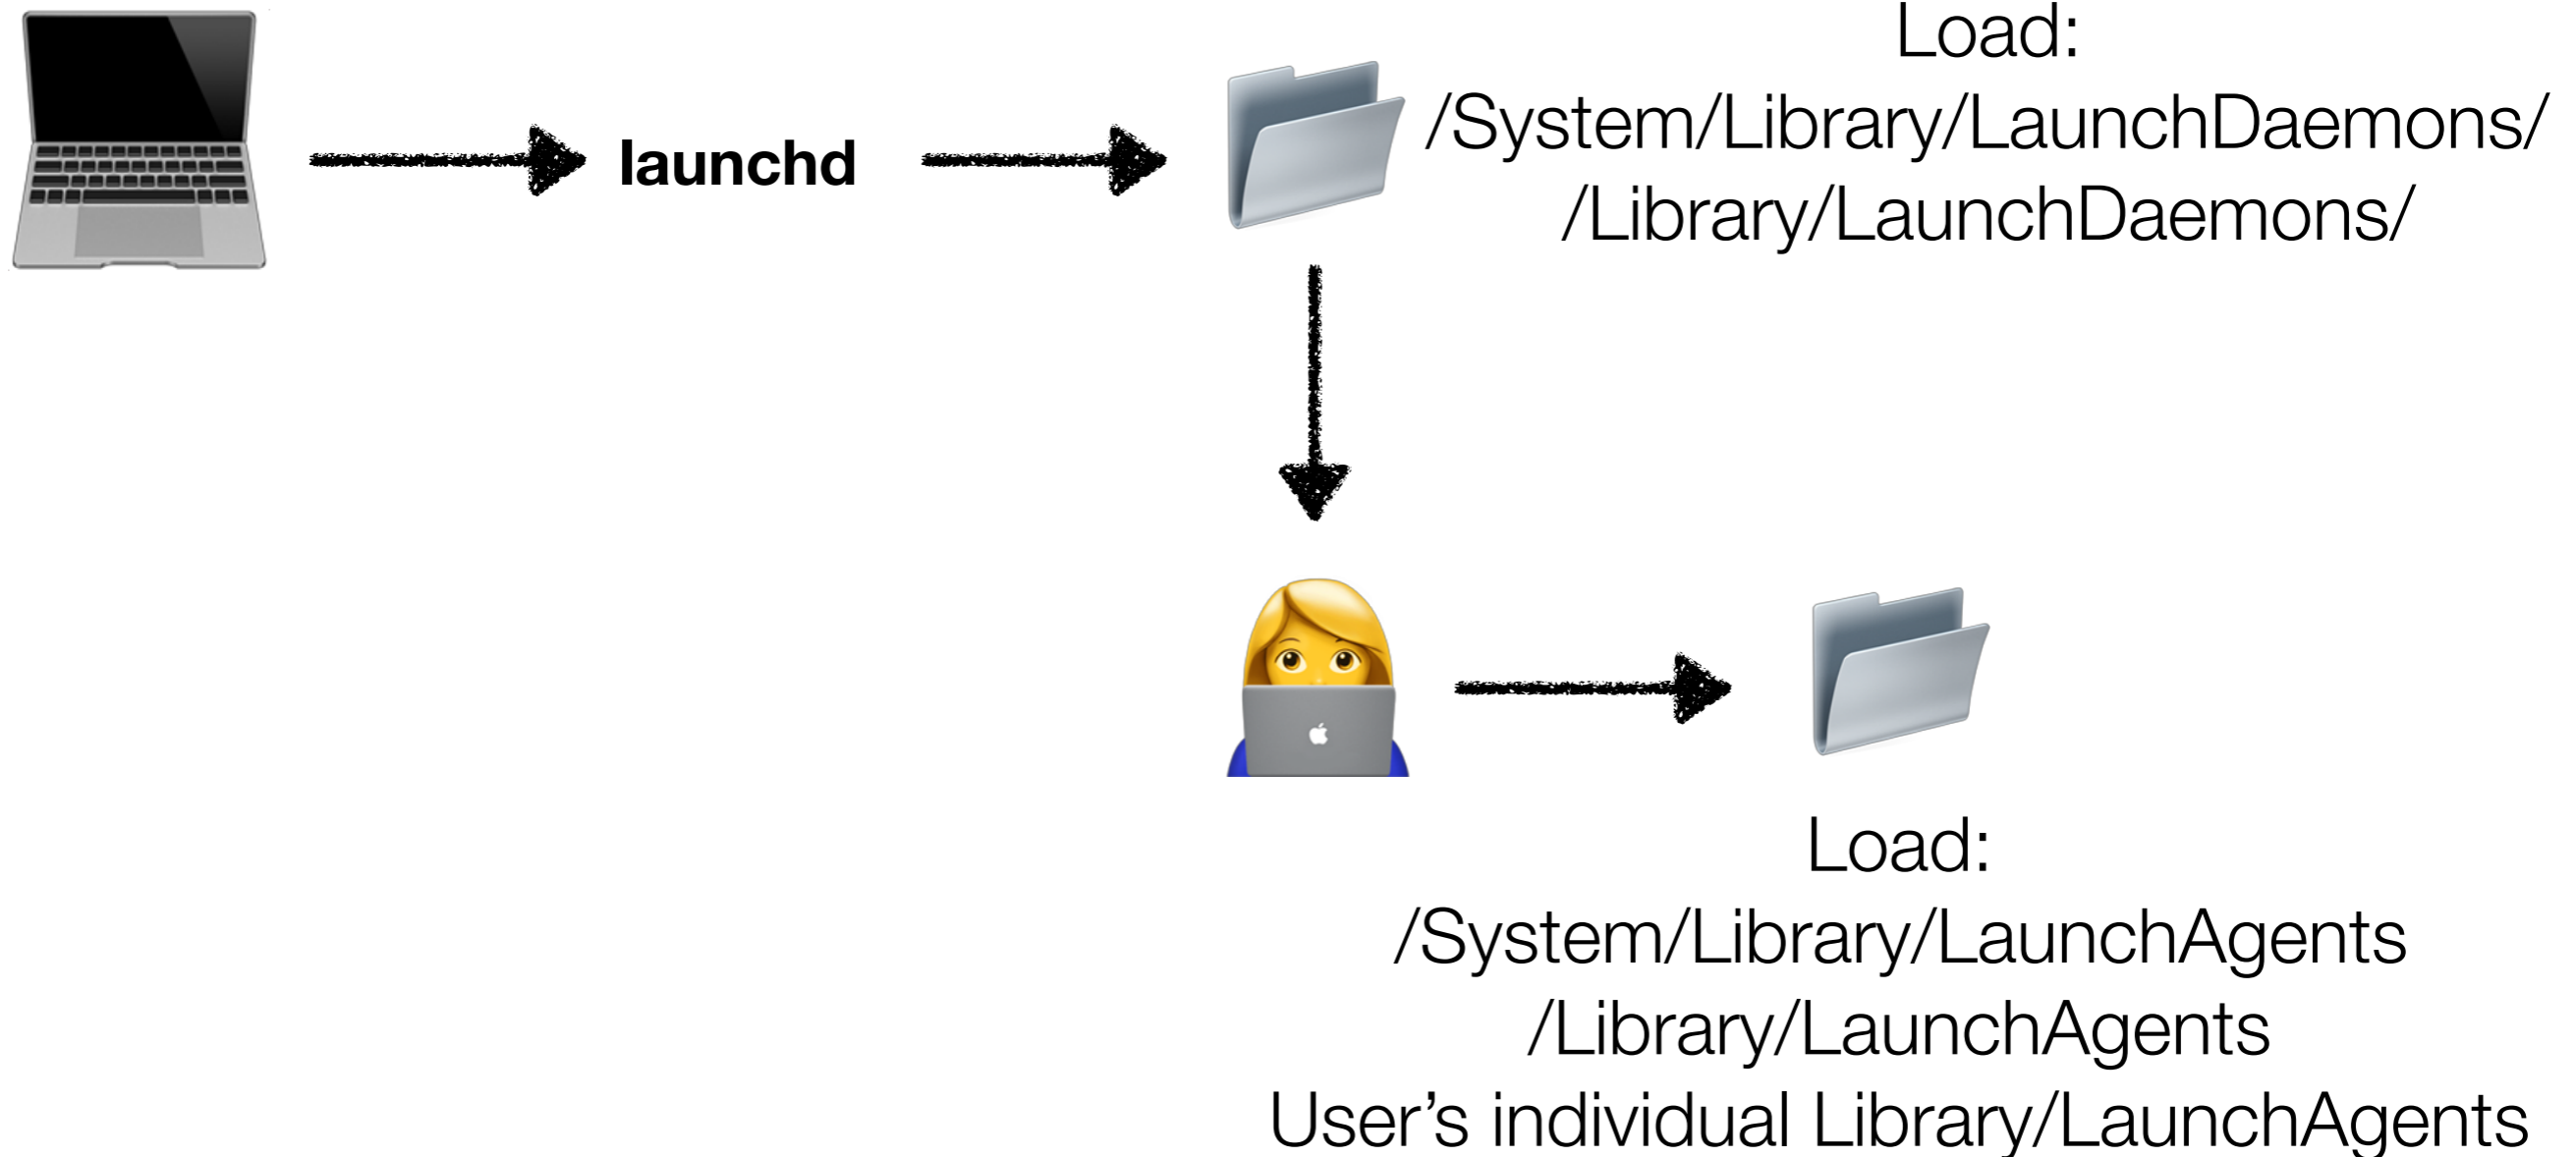 Load:
/System/Library/LaunchDaemons/
/Library/LaunchDaemons/
launchd
Load:
/System/Library/LaunchAgents
/Library/LaunchAgents
User’s individual Library/LaunchAgents